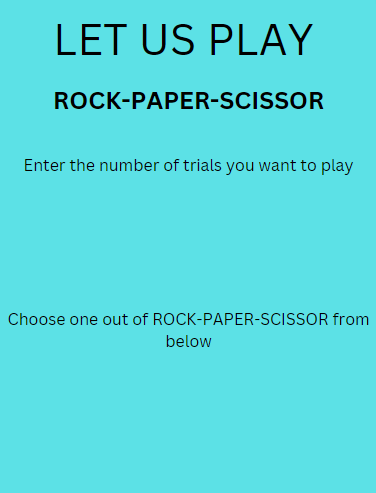 LET US PLAY
ROCK-PAPER-SCISSOR
Enter the number of trials you want to play
Choose one out of ROCK-PAPER-SCISSOR from
below